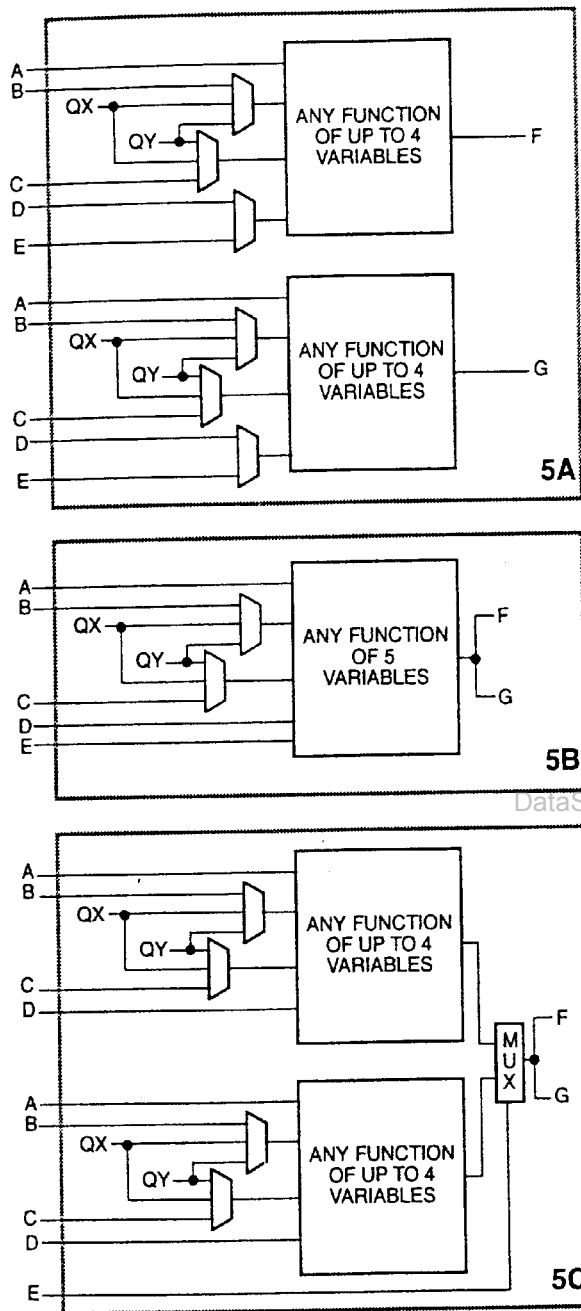 A
B
QX
QY
C
D
E
ANY FUNCTION
OF UP TO 4
VARIABLES
F
A
B
QX
QY
C
D
E
ANY FUNCTION
OF UP TO 4
VARIABLES
G
5A
A
B
QX
QY
C
D
E
ANY FUNCTION
OF 5
VARIABLES
F
G
5B
DataS
A
B
QX
QY
C
D
ANY FUNCTION
OF UP TO 4
VARIABLES
MUX
F
G
A
B
QX
QY
C
D
E
ANY FUNCTION
OF UP TO 4
VARIABLES
5C